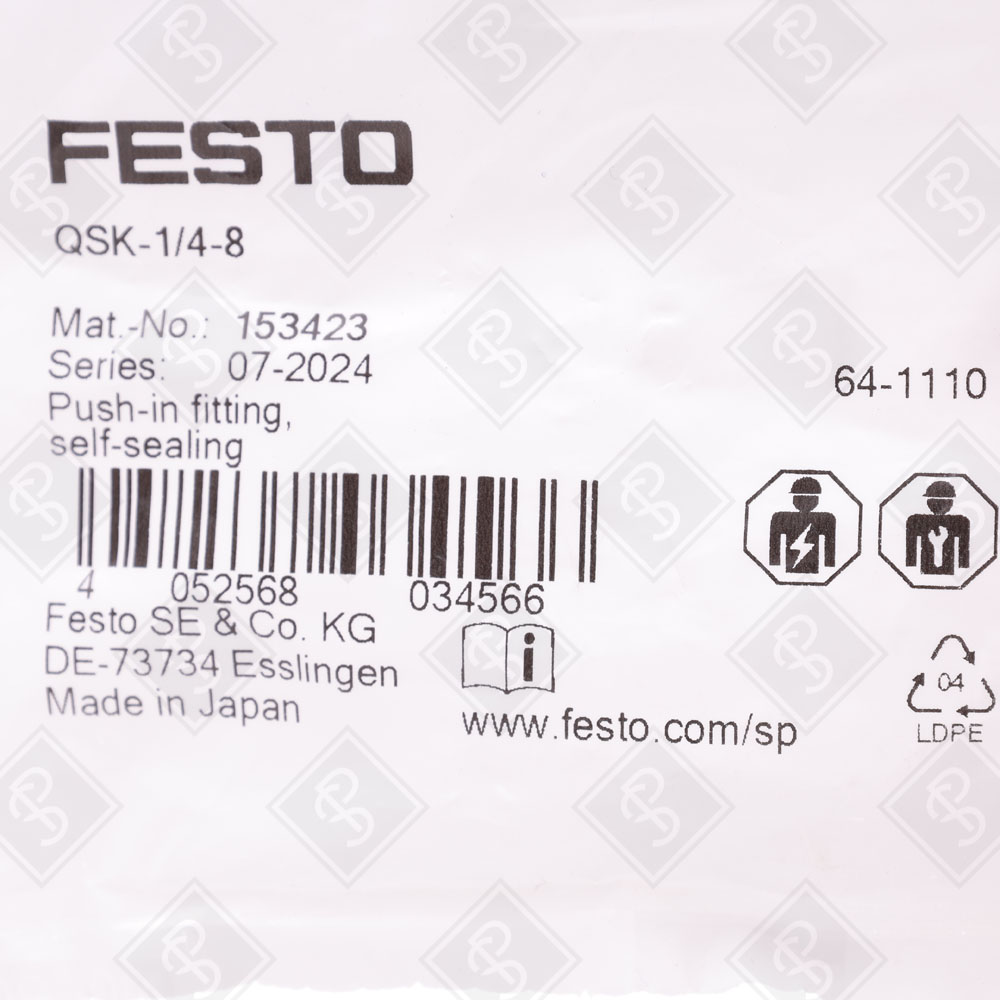 FESTO
QSK-1/4-8
Mat.-No.: 153423
Series: 07-2024
64-1110
Push-in fitting,
self-sealing
4 052568 034566
Festo SE & Co. KG
DE-73734 Esslingen
Made in Japan
i
www.festo.com/sp
04
LDPE